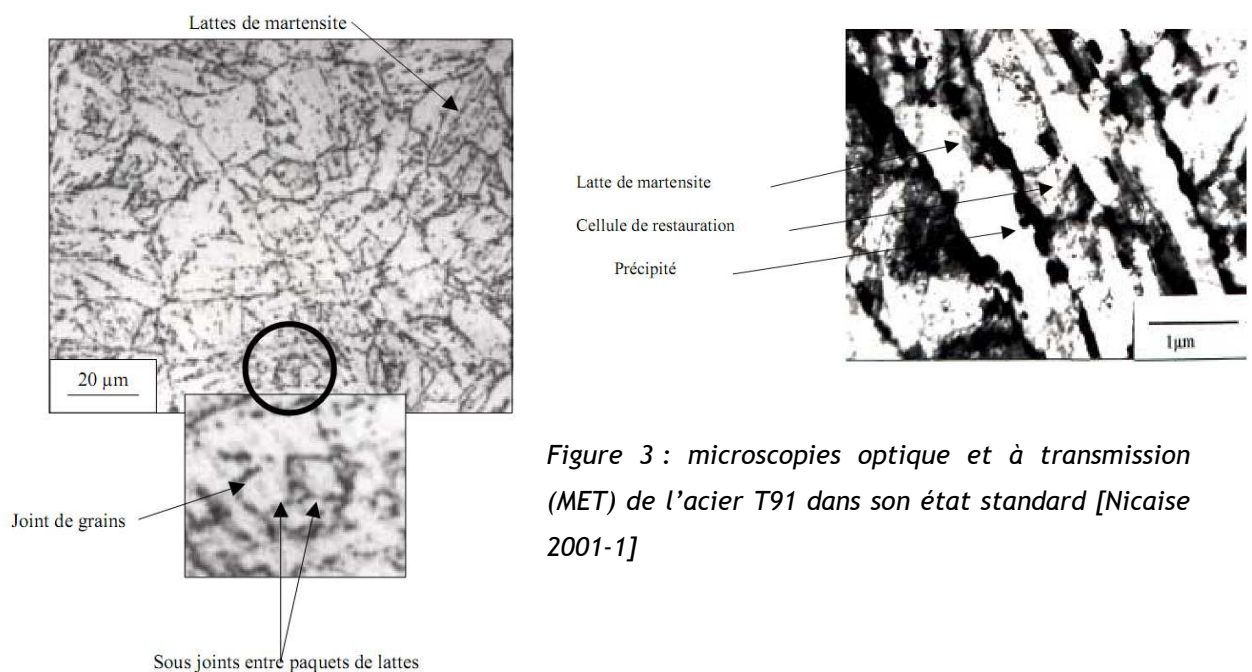 Lattes de martensite
20 µm
Joint de grains
Sous joints entre paquets de lattes
Latte de martensite
Cellule de restauration
Précipité
1µm
Figure 3 : microscopies optique et à transmission
(MET) de l’acier T91 dans son état standard [Nicaise
2001-1]